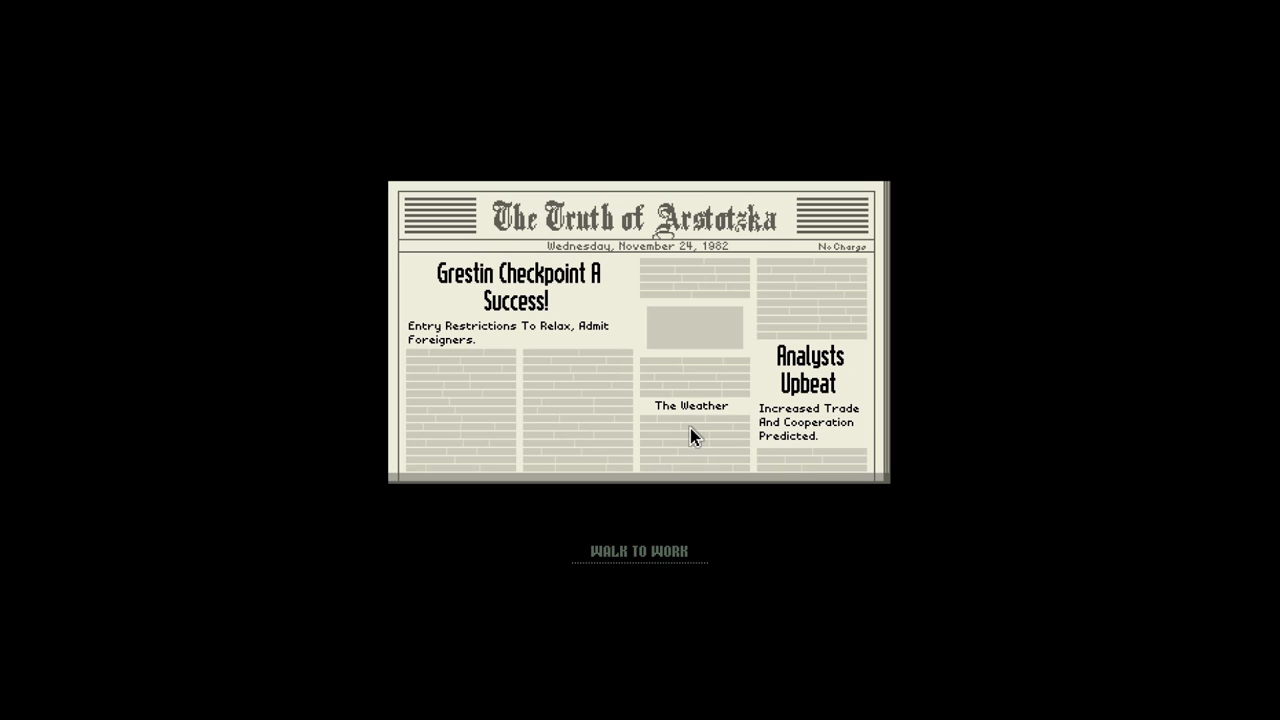 The Truth of Arstotzka
Wednesday, November 24, 1982
No Charge
Grestin Checkpoint A
Success!
Entry Restrictions To Relax, Admit
Foreigners.
The Weather
Analysts
Upbeat
Increased Trade
And Cooperation
Predicted.
WALK TO WORK